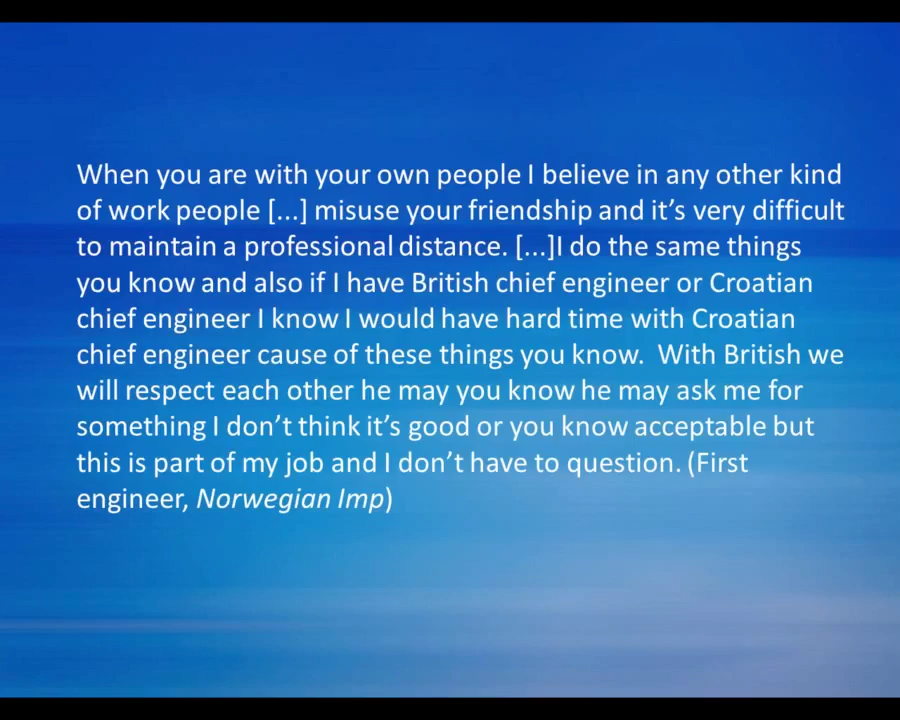 When you are with your own people I believe in any other kind
of work people [...] misuse your friendship and it’s very difficult
to maintain a professional distance. [...]I do the same things
you know and also if I have British chief engineer or Croatian
chief engineer I know I would have hard time with Croatian
chief engineer cause of these things you know.  With British we
will respect each other he may you know he may ask me for
something I don’t think it’s good or you know acceptable but
this is part of my job and I don’t have to question. (First
engineer, Norwegian Imp)